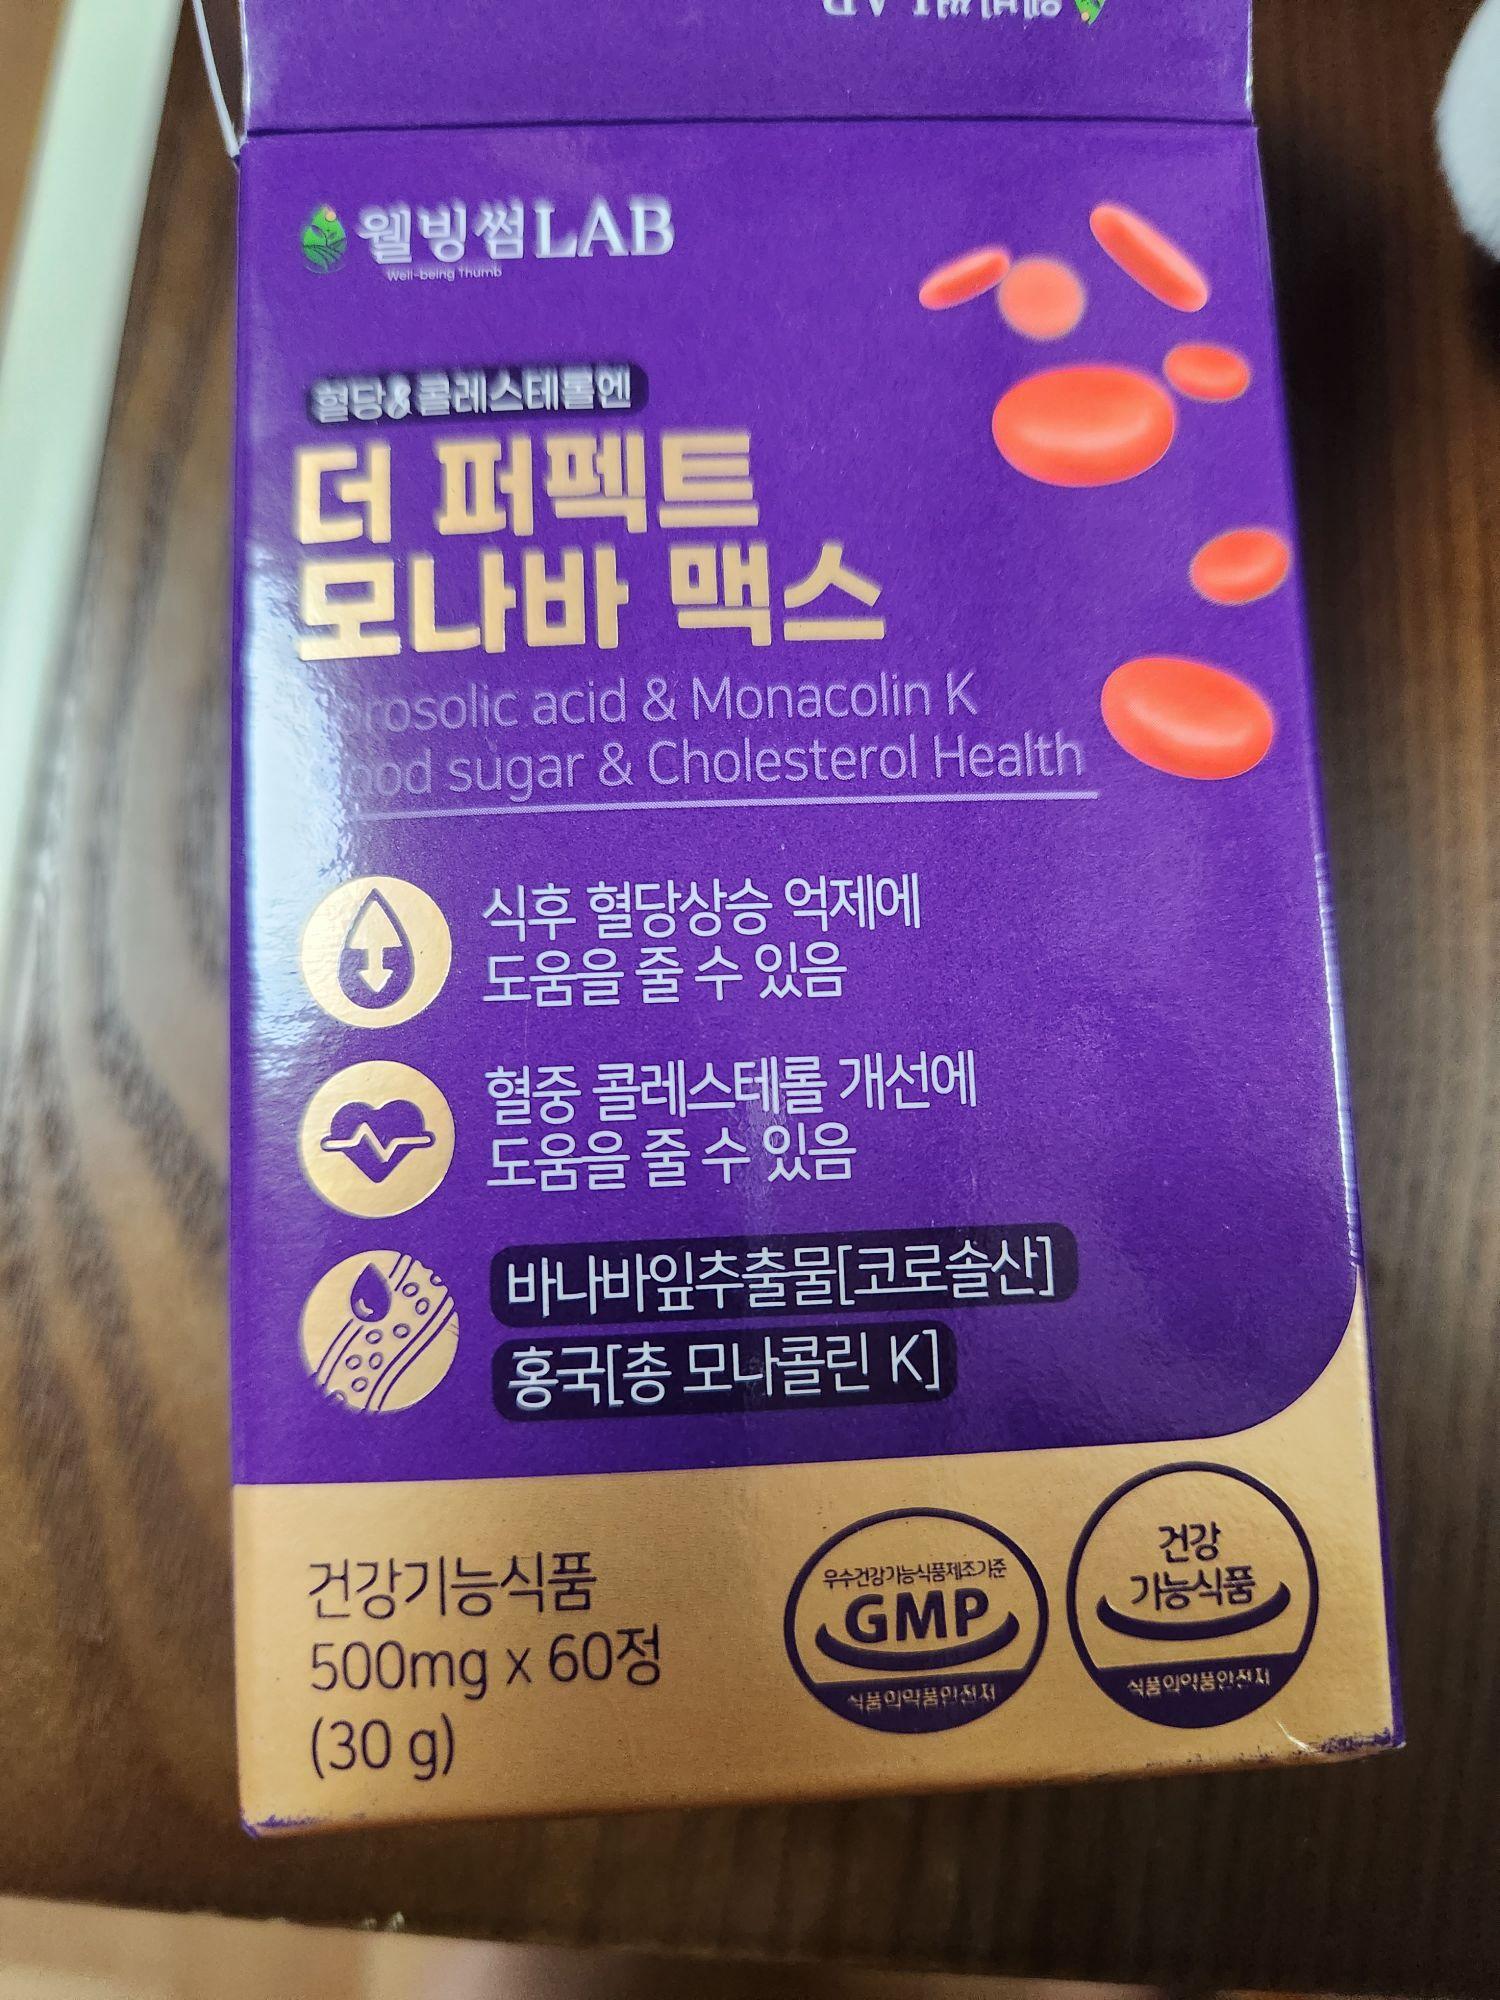 웰빙썸LAB
웰빙썸LAB
Well-being Thumb
혈당&콜레스테롤엔
더 퍼펙트
모나바 맥스
acid & Monacolin K
sugar & Cholesterol Health
식후 혈당상승 억제에
도움을 줄 수 있음
혈중 콜레스테롤 개선에
도움을 줄 수 있음
바나바잎추출물[코로솔산]
홍국[총 모나콜린 K]
건강기능식품
500mg x 60정
(30 g)
우수건강기능식품제조기준
GMP
식품의약품안전처
건강
기능식품
식품의약품안전처